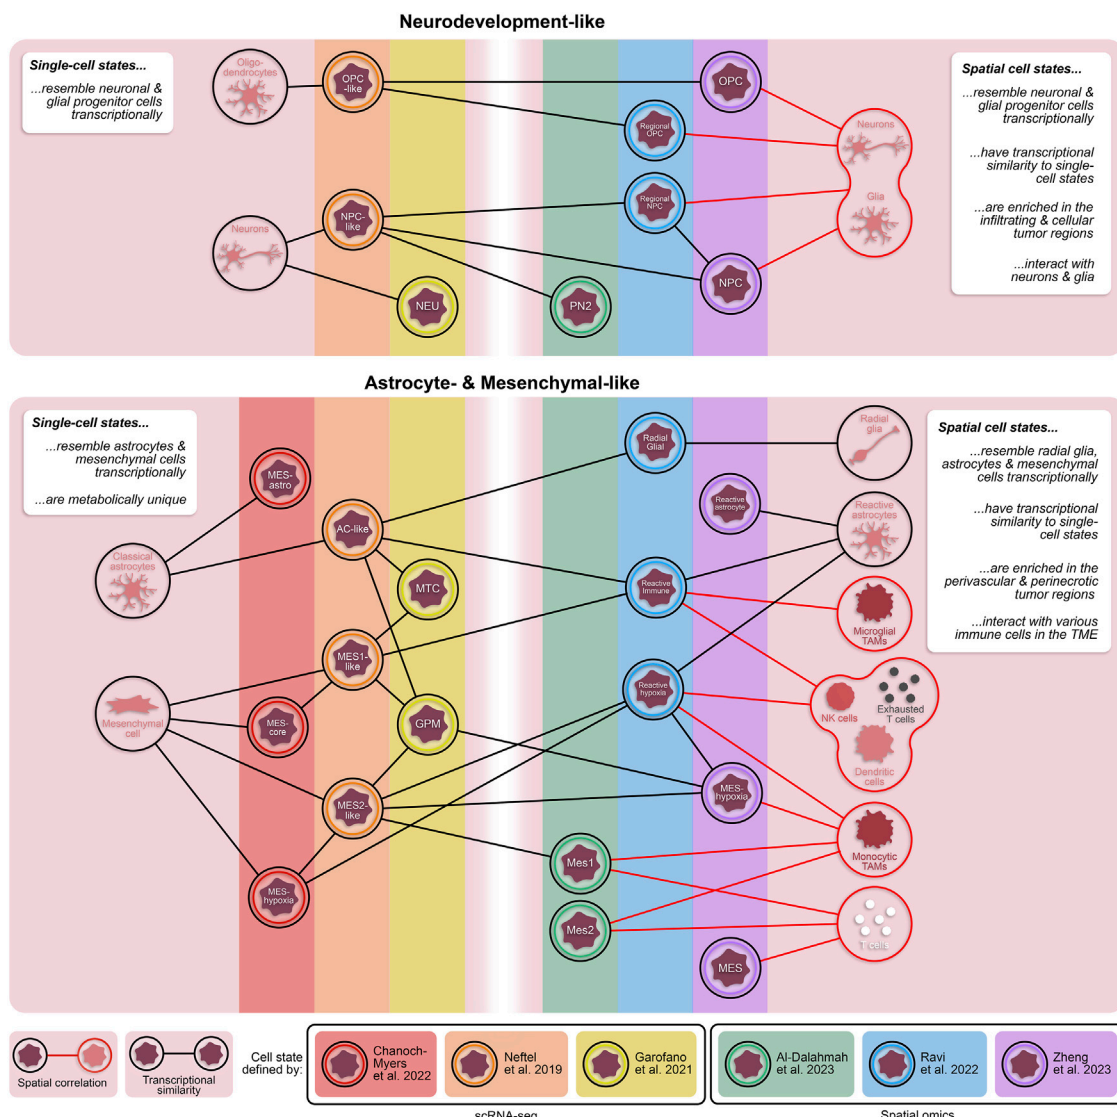 Neurodevelopment-like
Single-cell states...
...resemble neuronal &
glial progenitor cells
transcriptionally
Oligo-
dendrocytes
OPC
-like
OPC
Regional
OPC
Neurons
Glia
Regional
NPC
NPC-
like
Neurons
NEU
PN2
NPC
Spatial cell states...
...resemble neuronal &
glial progenitor cells
transcriptionally
...have transcriptional
similarity to single-
cell states
...are enriched in the
infiltrating & cellular
tumor regions
...interact with
neurons & glia
Astrocyte- & Mesenchymal-like
Single-cell states...
...resemble astrocytes &
mesenchymal cells
transcriptionally
...are metabolically unique
MES-
astro
AC-like
Classical
astrocytes
MTC
MES1-
like
Mesenchymal
cell
MES-
core
GPM
MES2-
like
MES-
hypoxia
Radial
Glial
Reactive
astrocyte
Reactive
Immune
Reactive
hypoxia
MES-
hypoxia
Mes1
Mes2
MES
Radial
glia
Reactive
astrocytes
Microglial
TAMs
NK cells
Exhausted
T cells
Dendritic
cells
Monocytic
TAMs
T cells
Spatial cell states...
...resemble radial glia,
astrocytes & mesenchymal
cells transcriptionally
...have transcriptional
similarity to single-
cell states
...are enriched in the
perivascular & perinecrotic
tumor regions
...interact with various
immune cells in the TME
Spatial correlation
Transcriptional
similarity
Cell state
defined by:
Chanoch-
Myers
et al. 2022
Neftel
et al. 2019
Garofano
et al. 2021
Al-Dalahmah
et al. 2023
Ravi
et al. 2022
Zheng
et al. 2023
scRNA-seq
Spatial omics